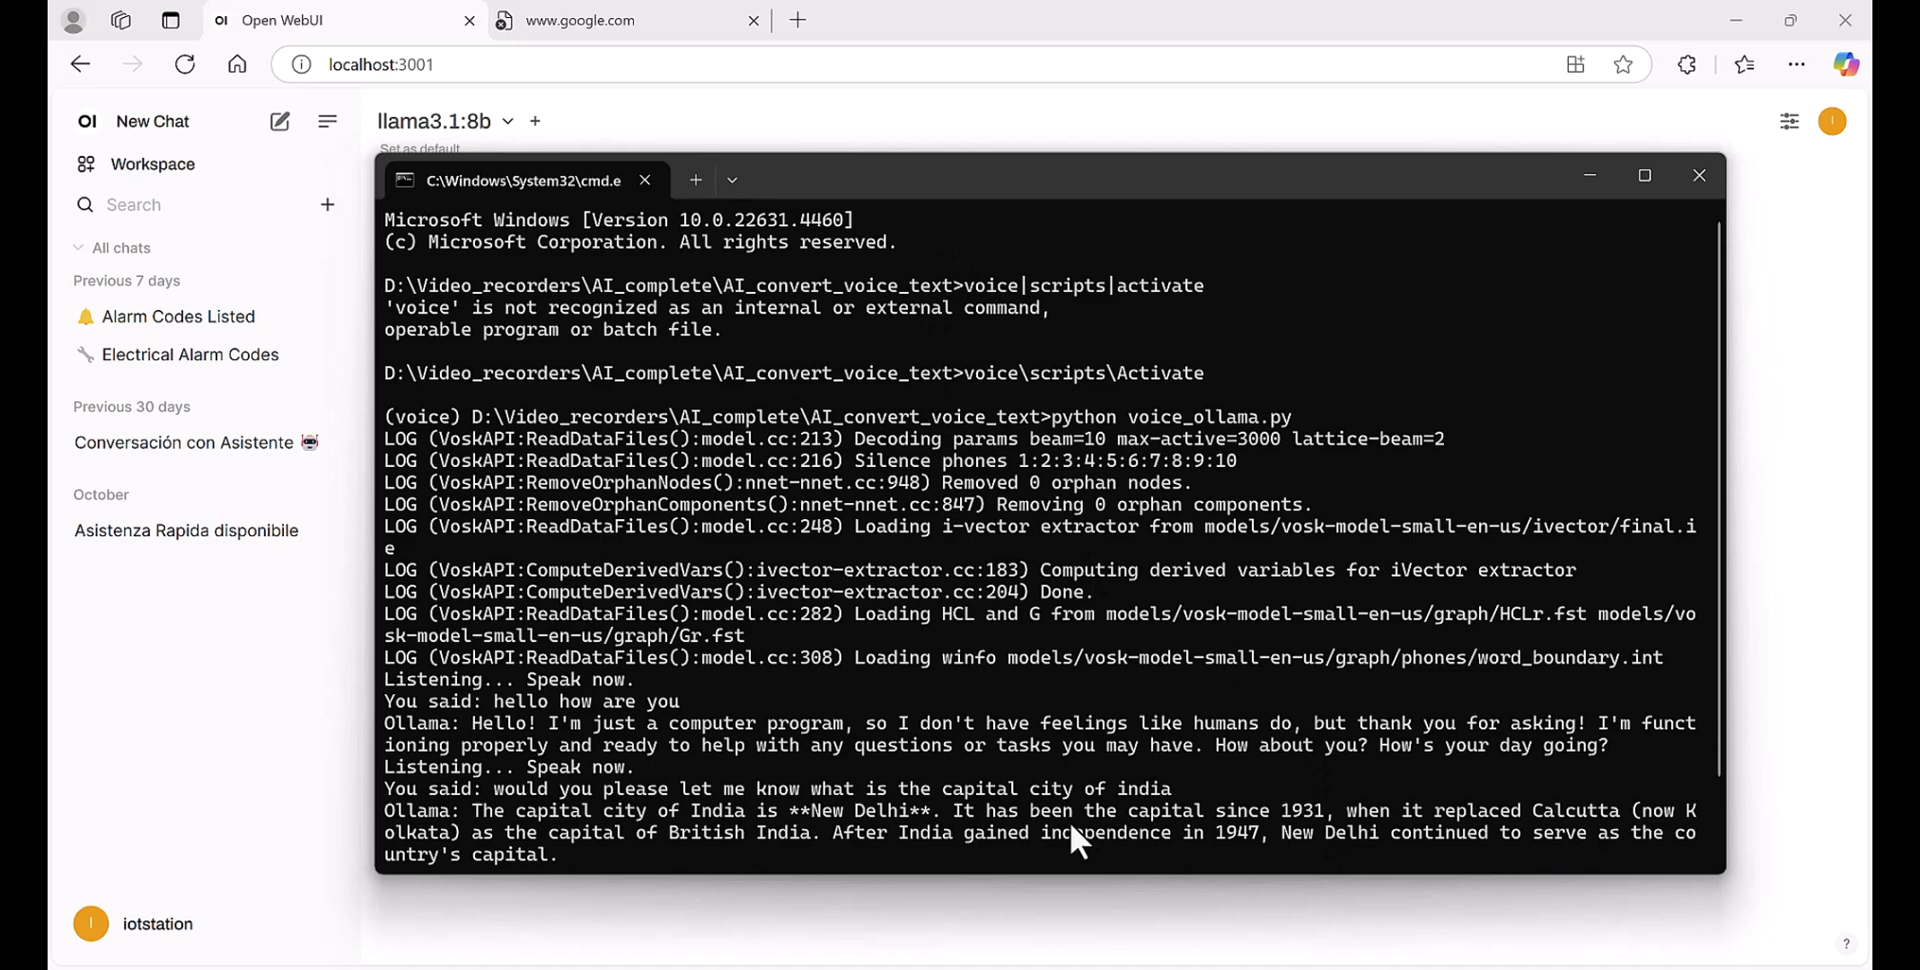 Open WebUI
www.google.com
localhost:3001
OI New Chat
llama3.1:8b
Set as default
Workspace
Search
All chats
Previous 7 days
Alarm Codes Listed
Electrical Alarm Codes
Previous 30 days
Conversación con Asistente
October
Asistenza Rapida disponibile
I iotstation
C:\Windows\System32\cmd.e
Microsoft Windows [Version 10.0.22631.4460]
(c) Microsoft Corporation. All rights reserved.
D:\Video_recorders\AI_complete\AI_convert_voice_text>voice|scripts|activate
'voice' is not recognized as an internal or external command,
operable program or batch file.
D:\Video_recorders\AI_complete\AI_convert_voice_text>voice\scripts\Activate
(voice) D:\Video_recorders\AI_complete\AI_convert_voice_text>python voice_ollama.py
LOG (VoskAPI:ReadDataFiles():model.cc:213) Decoding params beam=10 max-active=3000 lattice-beam=2
LOG (VoskAPI:ReadDataFiles():model.cc:216) Silence phones 1:2:3:4:5:6:7:8:9:10
LOG (VoskAPI:RemoveOrphanNodes():nnet-nnet.cc:948) Removed 0 orphan nodes.
LOG (VoskAPI:RemoveOrphanComponents():nnet-nnet.cc:847) Removing 0 orphan components.
LOG (VoskAPI:ReadDataFiles():model.cc:248) Loading i-vector extractor from models/vosk-model-small-en-us/ivector/final.i
e
LOG (VoskAPI:ComputeDerivedVars():ivector-extractor.cc:183) Computing derived variables for iVector extractor
LOG (VoskAPI:ComputeDerivedVars():ivector-extractor.cc:204) Done.
LOG (VoskAPI:ReadDataFiles():model.cc:282) Loading HCL and G from models/vosk-model-small-en-us/graph/HCLr.fst models/vo
sk-model-small-en-us/graph/Gr.fst
LOG (VoskAPI:ReadDataFiles():model.cc:308) Loading winfo models/vosk-model-small-en-us/graph/phones/word_boundary.int
Listening... Speak now.
You said: hello how are you
Ollama: Hello! I'm just a computer program, so I don't have feelings like humans do, but thank you for asking! I'm funct
ioning properly and ready to help with any questions or tasks you may have. How about you? How's your day going?
Listening... Speak now.
You said: would you please let me know what is the capital city of india
Ollama: The capital city of India is **New Delhi**. It has been the capital since 1931, when it replaced Calcutta (now K
olkata) as the capital of British India. After India gained independence in 1947, New Delhi continued to serve as the co
untry's capital.